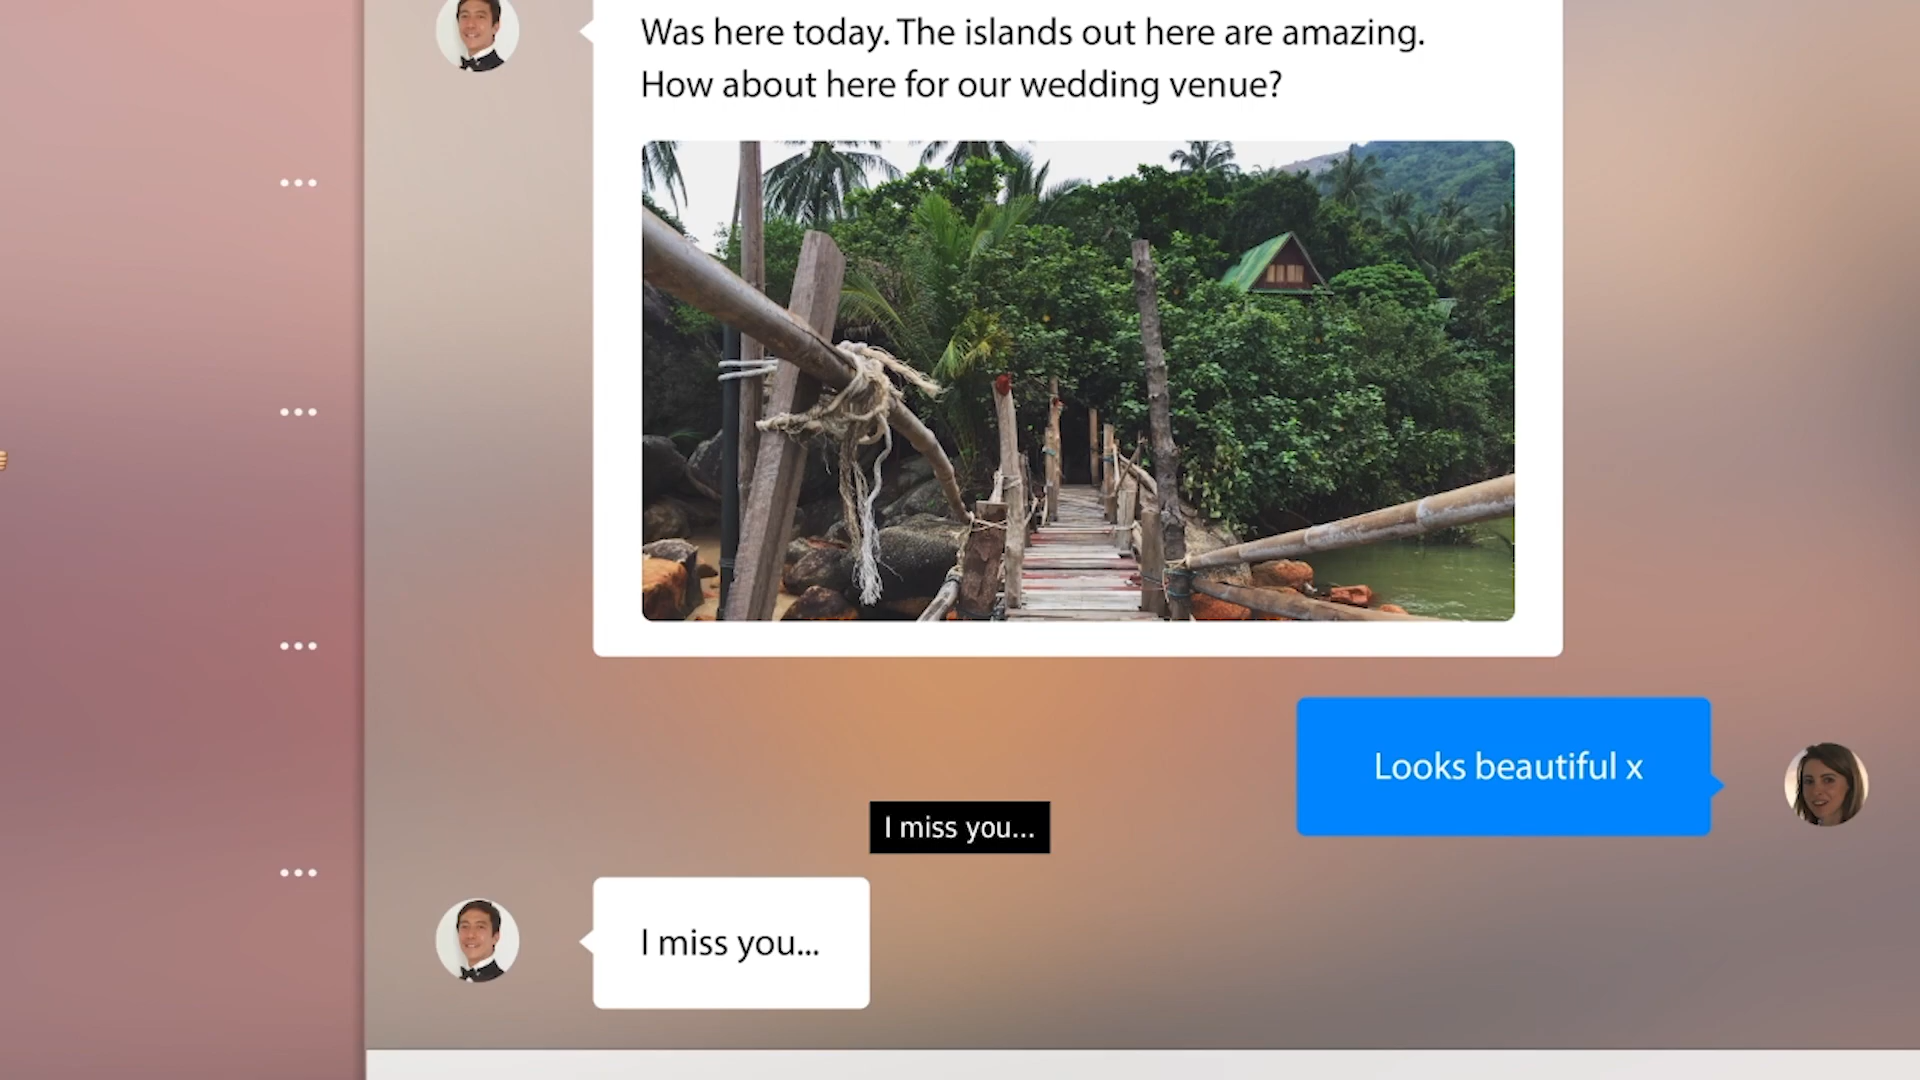 Was here today. The islands out here are amazing.
How about here for our wedding venue?
Looks beautiful x
I miss you...
I miss you...